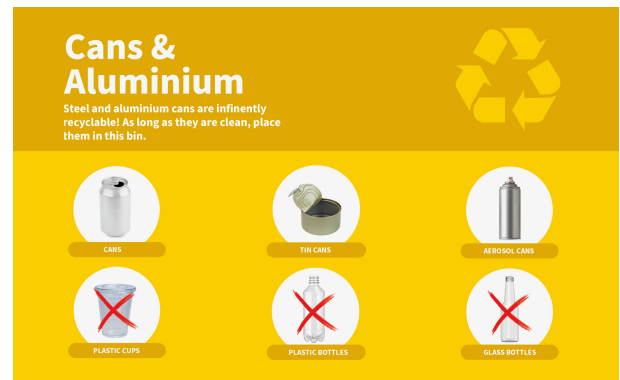 Cans &
Aluminium
Steel and aluminium cans are infinently
recyclable! As long as they are clean, place
them in this bin.
CANS
TIN CANS
AEROSOL CANS
PLASTIC CUPS
PLASTIC BOTTLES
GLASS BOTTLES